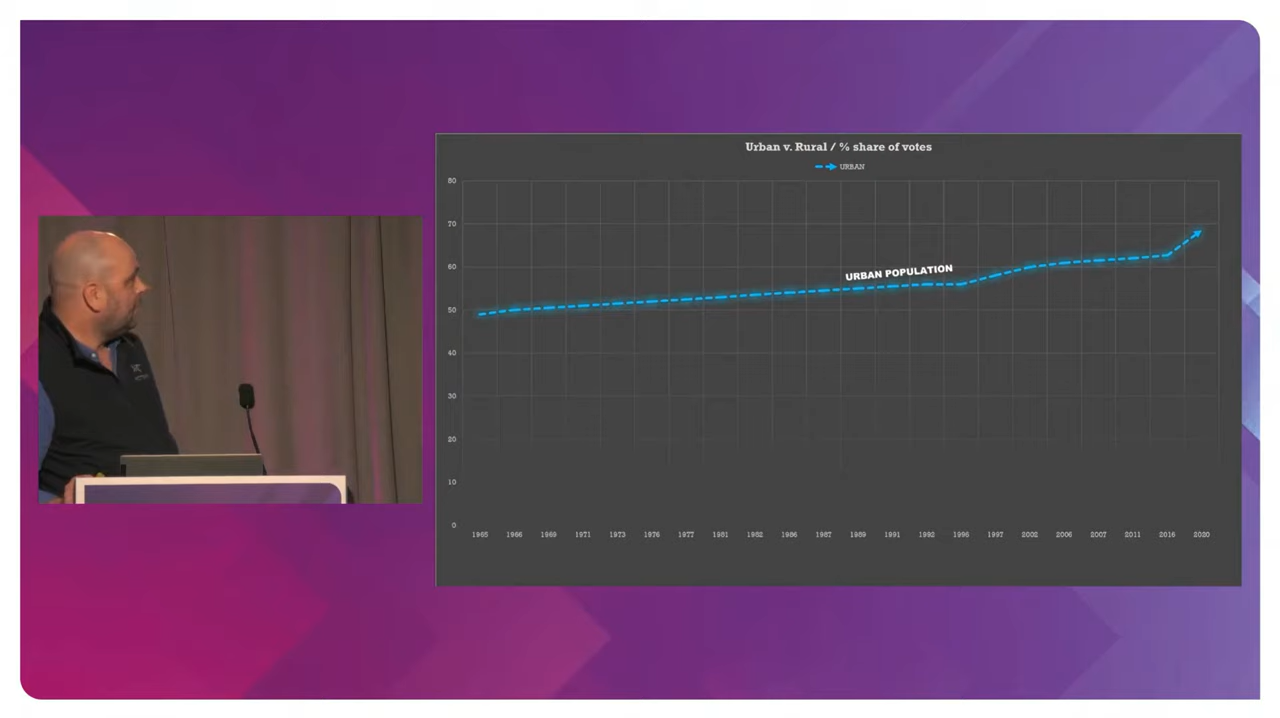 Urban v. Rural / % share of votes
URBAN
80
70
60
50
40
30
20
10
0
URBAN POPULATION
1965 1966 1969 1971 1973 1976 1977 1981 1982 1986 1987 1989 1991 1992 1996 1997 2002 2006 2007 2011 2016 2020